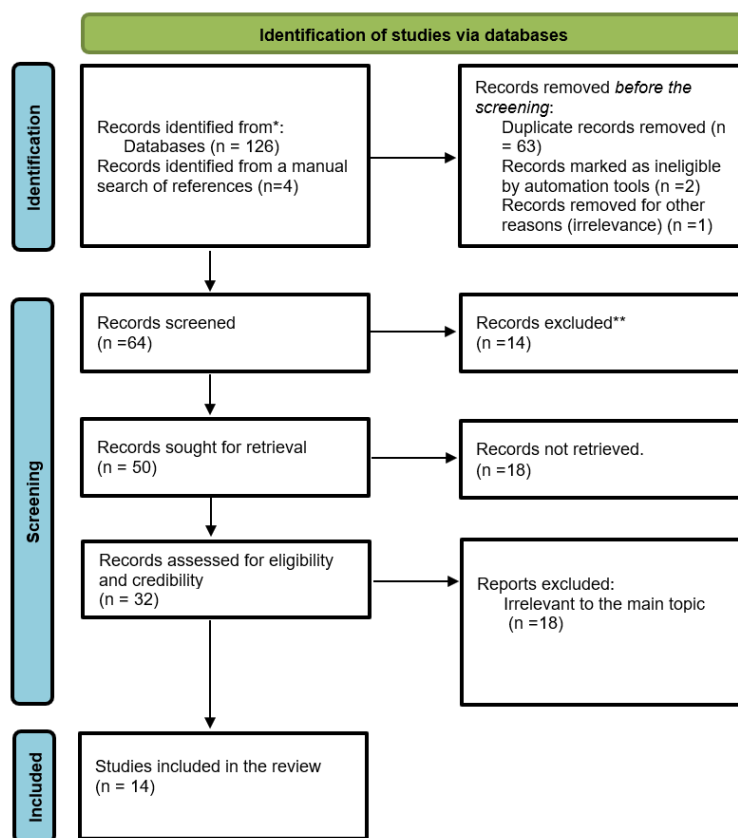 Identification of studies via databases
Identification
Records identified from*:
Databases (n = 126)
Records identified from a manual
search of references (n=4)
Records removed before the
screening:
Duplicate records removed (n
= 63)
Records marked as ineligible
by automation tools (n =2)
Records removed for other
reasons (irrelevance) (n =1)
Screening
Records screened
(n =64)
Records excluded**
(n =14)
Records sought for retrieval
(n = 50)
Records not retrieved.
(n =18)
Records assessed for eligibility
and credibility
(n = 32)
Reports excluded:
Irrelevant to the main topic
(n =18)
Included
Studies included in the review
(n = 14)